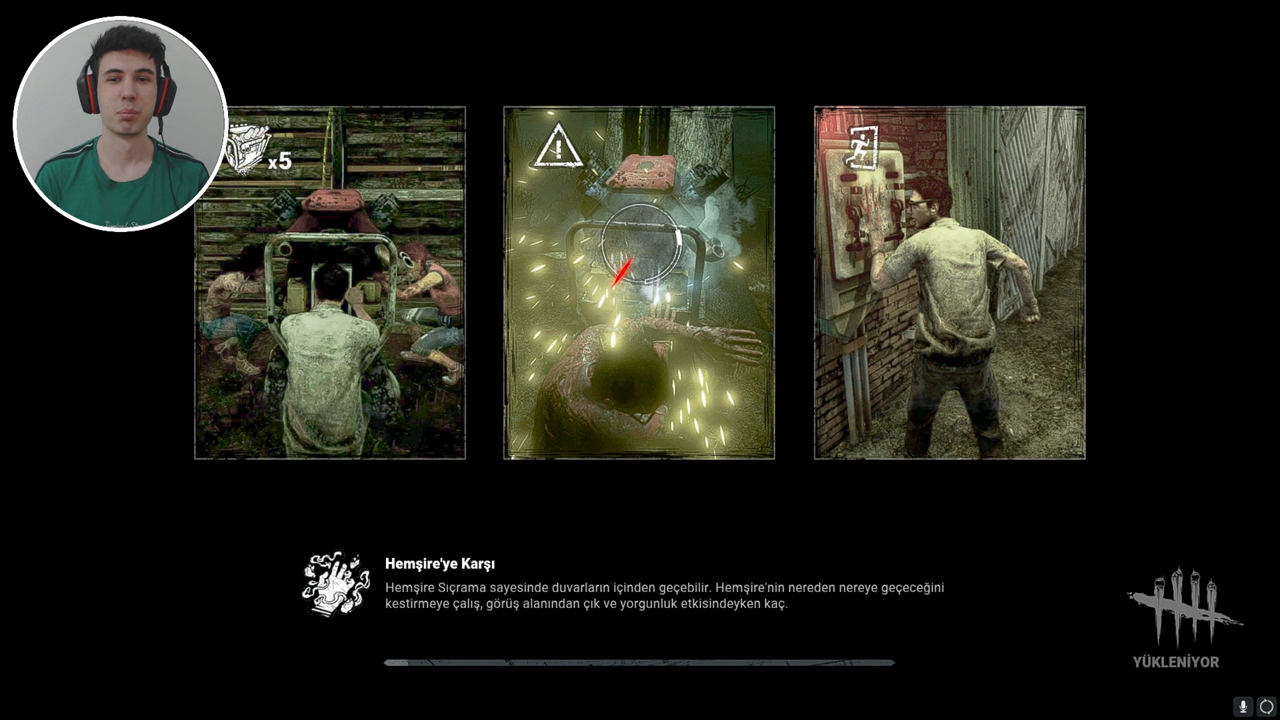 x5
Hemşire'ye Karşı
Hemşire Sıçrama sayesinde duvarların içinden geçebilir. Hemşire'nin nereden nereye geçeceğini
kestirmeye çalış, görüş alanından çık ve yorgunluk etkisindeyken kaç.
YÜKLENİYOR